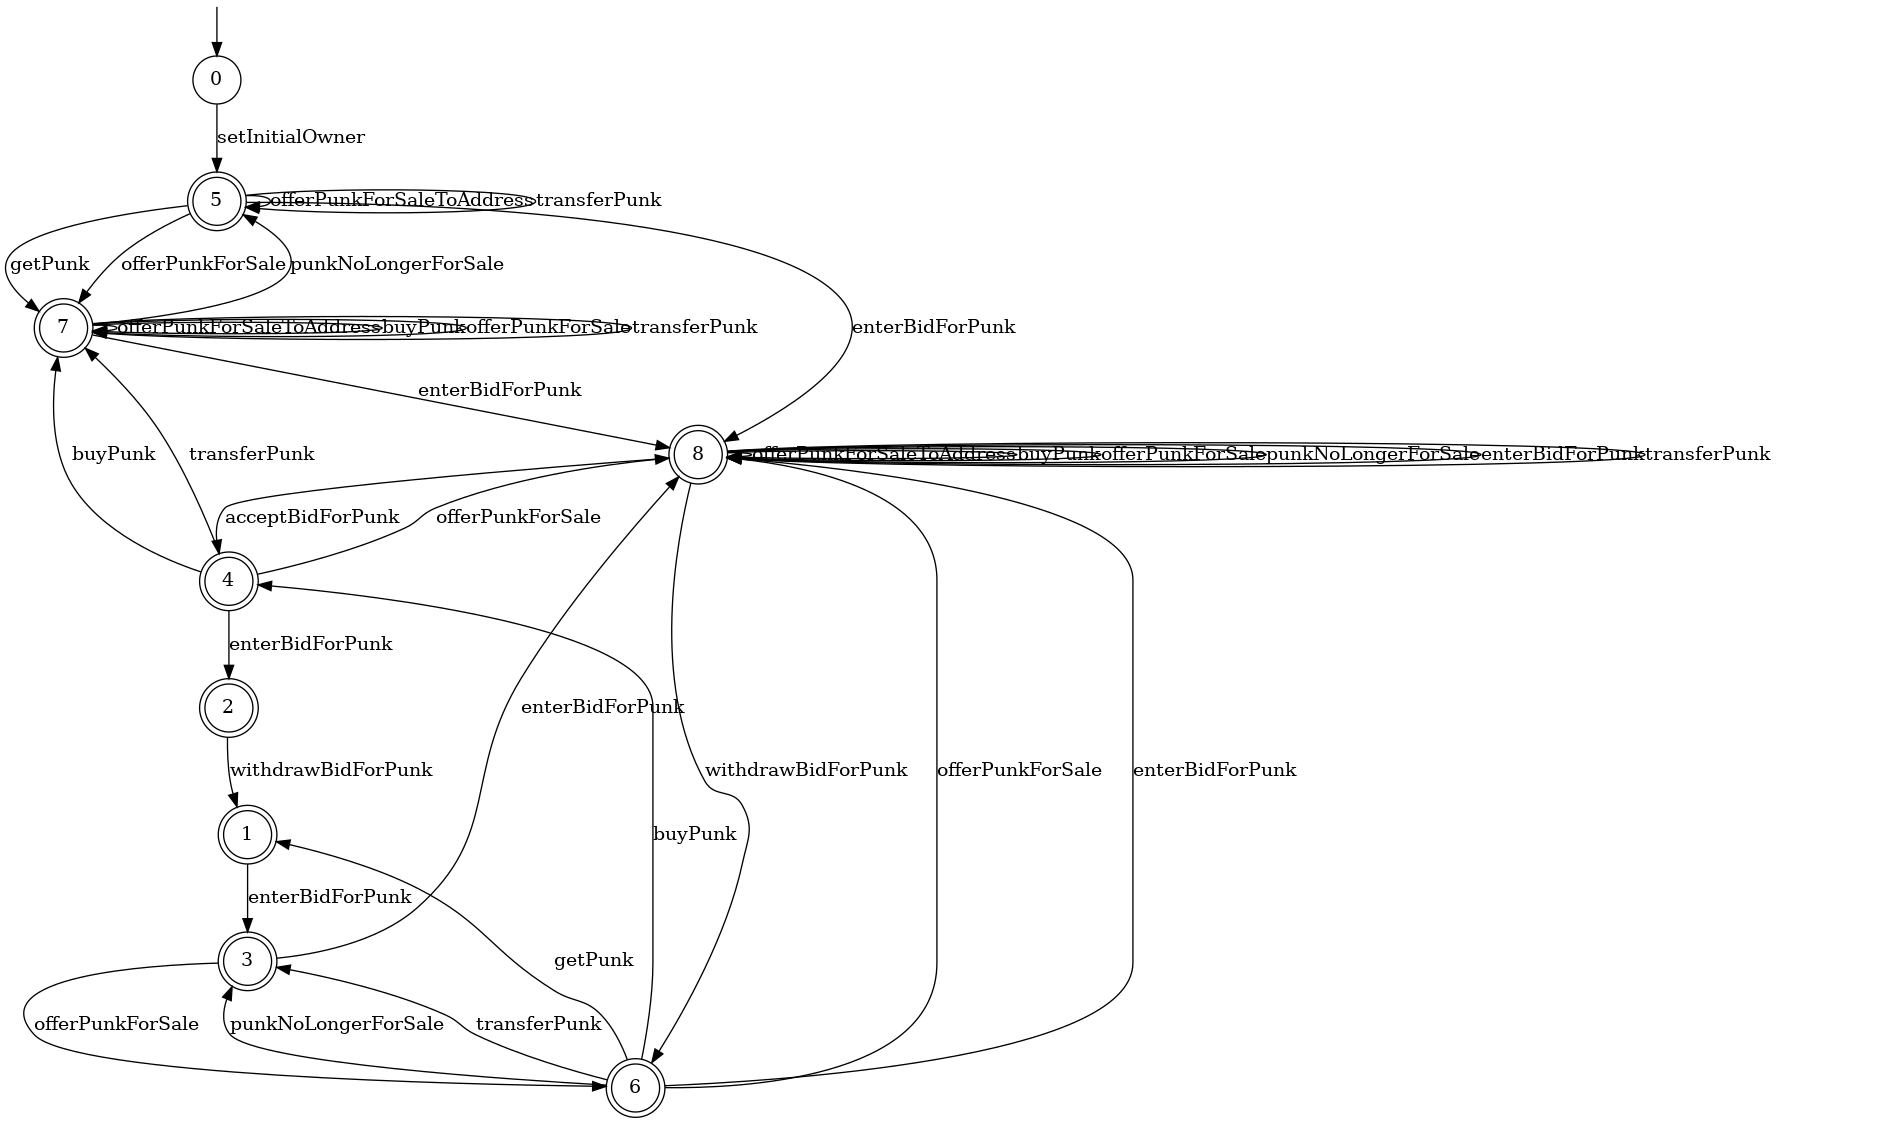 0
setInitialOwner
5
offerPunkForSaleToAddress
transferPunk
getPunk
offerPunkForSale
punkNoLongerForSale
7
offerPunkForSaleToAddress
buyPunk
offerPunkForSale
transferPunk
enterBidForPunk
enterBidForPunk
buyPunk
transferPunk
8
offerPunkForSaleToAddress
buyPunk
offerPunkForSale
punkNoLongerForSale
enterBidForPunk
transferPunk
acceptBidForPunk
offerPunkForSale
4
enterBidForPunk
2
enterBidForPunk
withdrawBidForPunk
withdrawBidForPunk
offerPunkForSale
enterBidForPunk
1
buyPunk
enterBidForPunk
3
getPunk
offerPunkForSale
punkNoLongerForSale
transferPunk
6